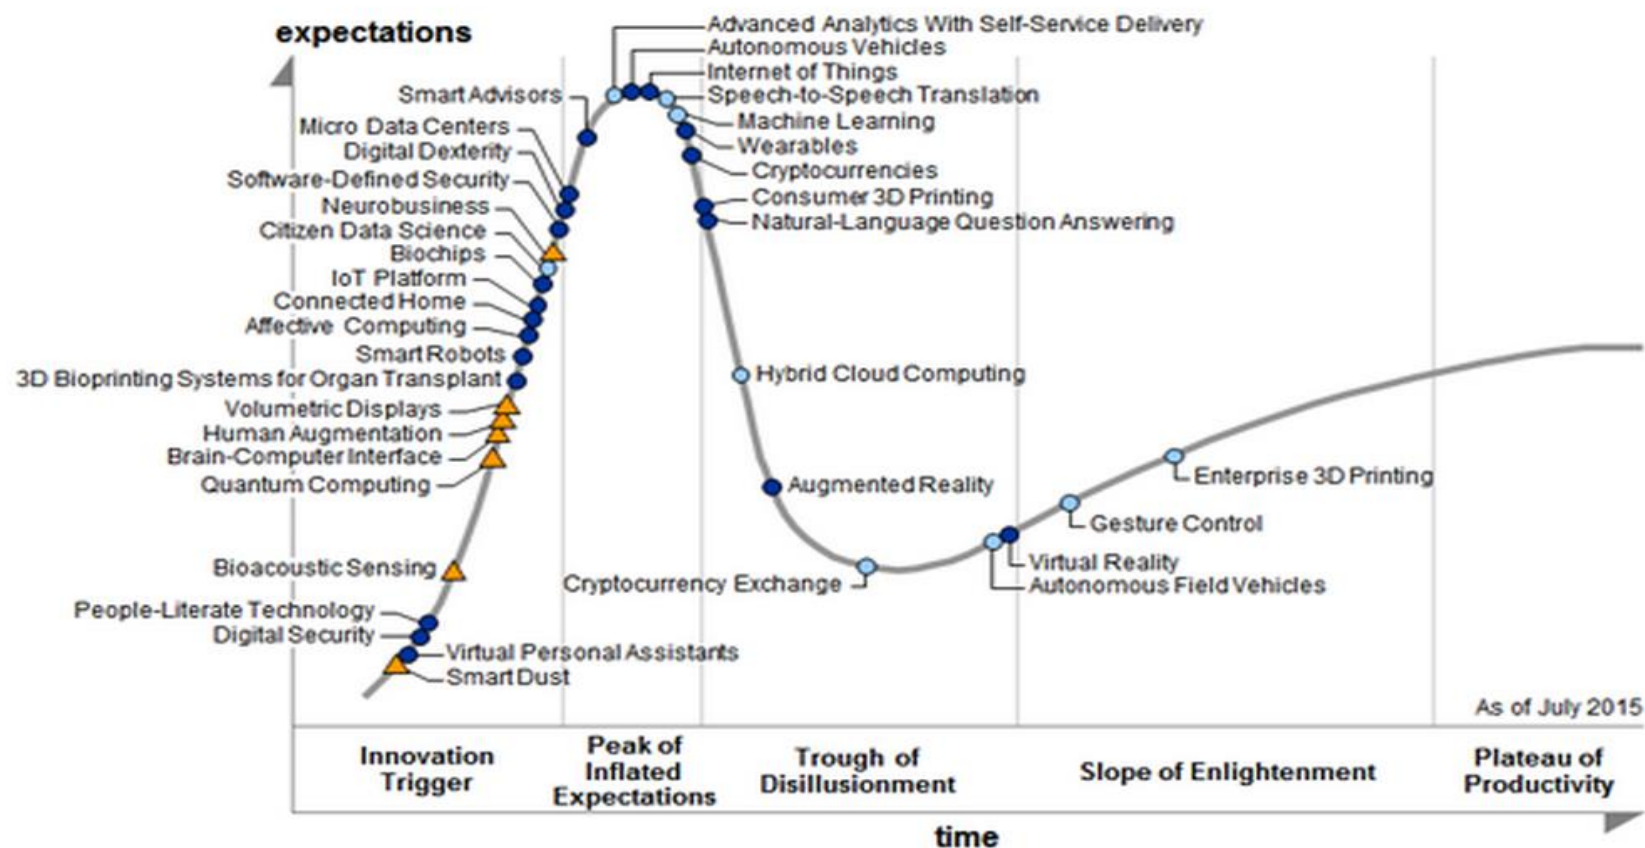 expectations
Advanced Analytics With Self-Service Delivery
Autonomous Vehicles
Internet of Things
Speech-to-Speech Translation
Machine Learning
Wearables
Cryptocurrencies
Consumer 3D Printing
Natural-Language Question Answering
Smart Advisors
Micro Data Centers
Digital Dexterity
Software-Defined Security
Neurobusiness
Citizen Data Science
Biochips
IoT Platform
Connected Home
Affective Computing
Smart Robots
3D Bioprinting Systems for Organ Transplant
Volumetric Displays
Human Augmentation
Brain-Computer Interface
Quantum Computing
Bioacoustic Sensing
People-Literate Technology
Digital Security
Virtual Personal Assistants
Smart Dust
Hybrid Cloud Computing
Augmented Reality
Cryptocurrency Exchange
Enterprise 3D Printing
Gesture Control
Virtual Reality
Autonomous Field Vehicles
As of July 2015
Innovation
Trigger
Peak of
Inflated
Expectations
Trough of
Disillusionment
Slope of Enlightenment
Plateau of
Productivity
time